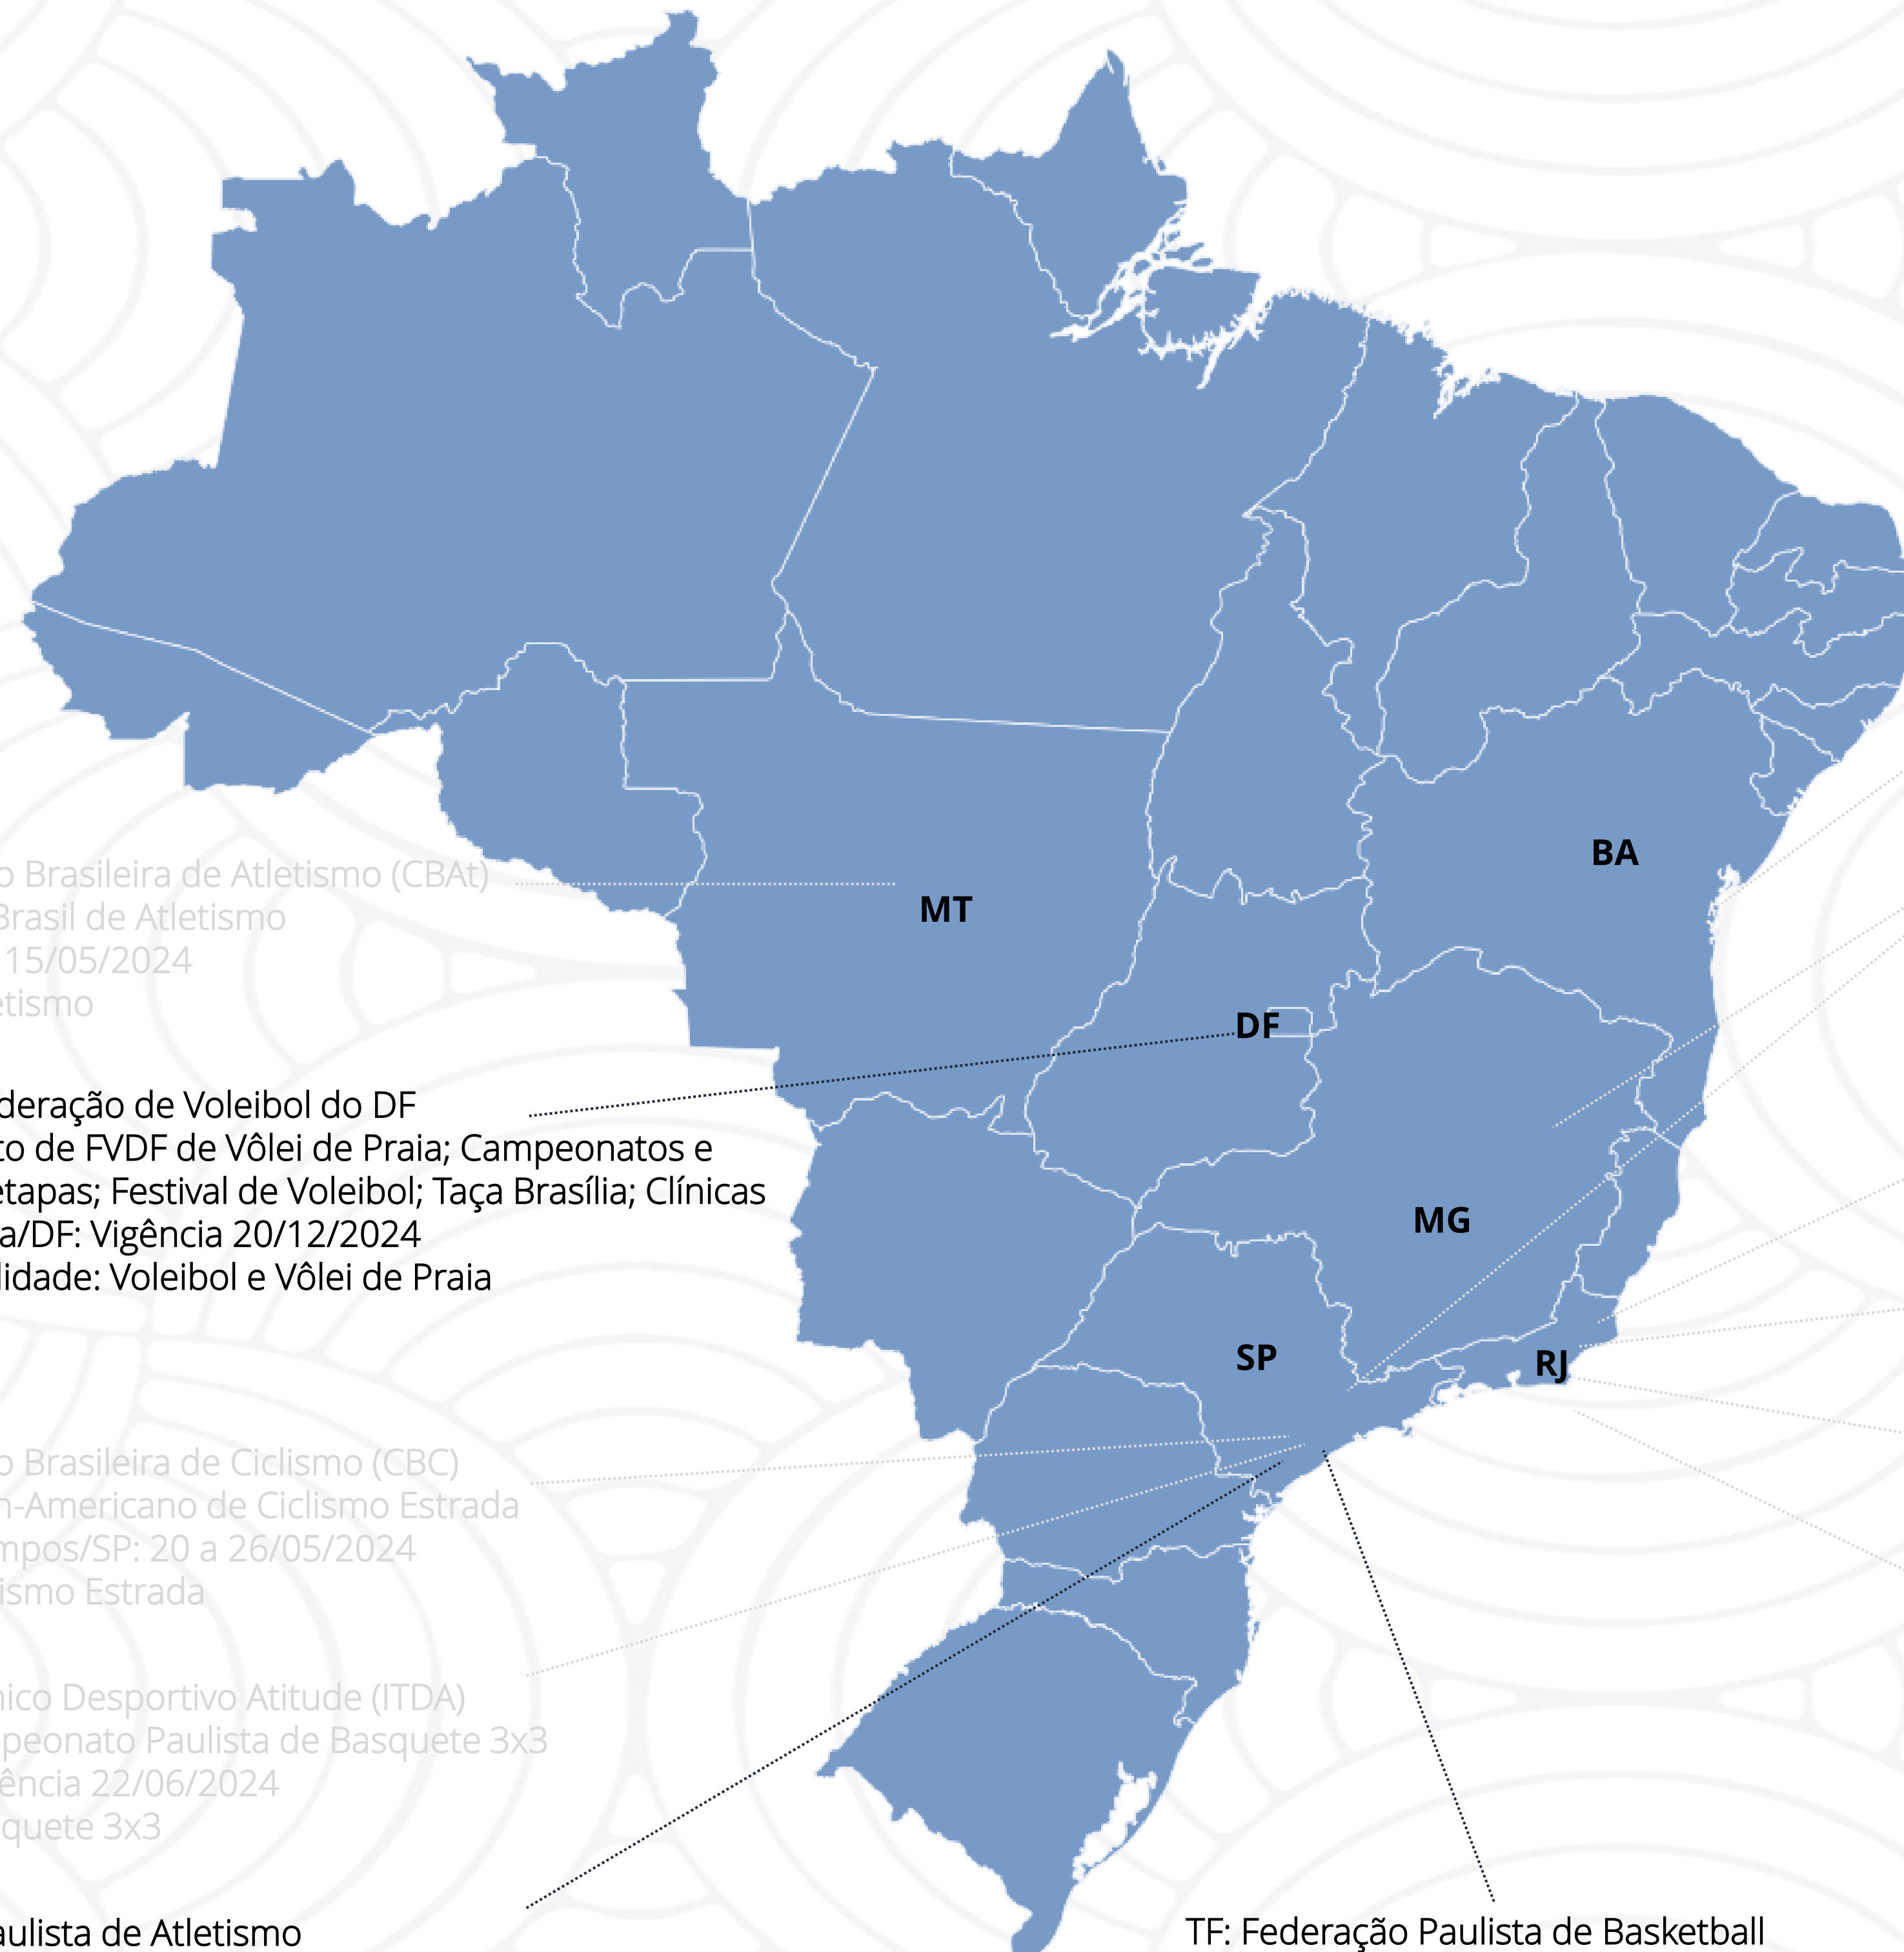 BA
MT
DF
MG
SP
RJ
o Brasileira de Atletismo (CBAt)
Brasil de Atletismo
15/05/2024
etismo
deração de Voleibol do DF
to de FVDF de Vôlei de Praia; Campeonatos e
etapas; Festival de Voleibol; Taça Brasília; Clínicas
a/DF: Vigência 20/12/2024
lidade: Voleibol e Vôlei de Praia
o Brasileira de Ciclismo (CBC)
n-Americano de Ciclismo Estrada
mpos/SP: 20 a 26/05/2024
ismo Estrada
nico Desportivo Atitude (ITDA)
peonato Paulista de Basquete 3x3
ência 22/06/2024
quete 3x3
aulista de Atletismo
TF: Federação Paulista de Basketball